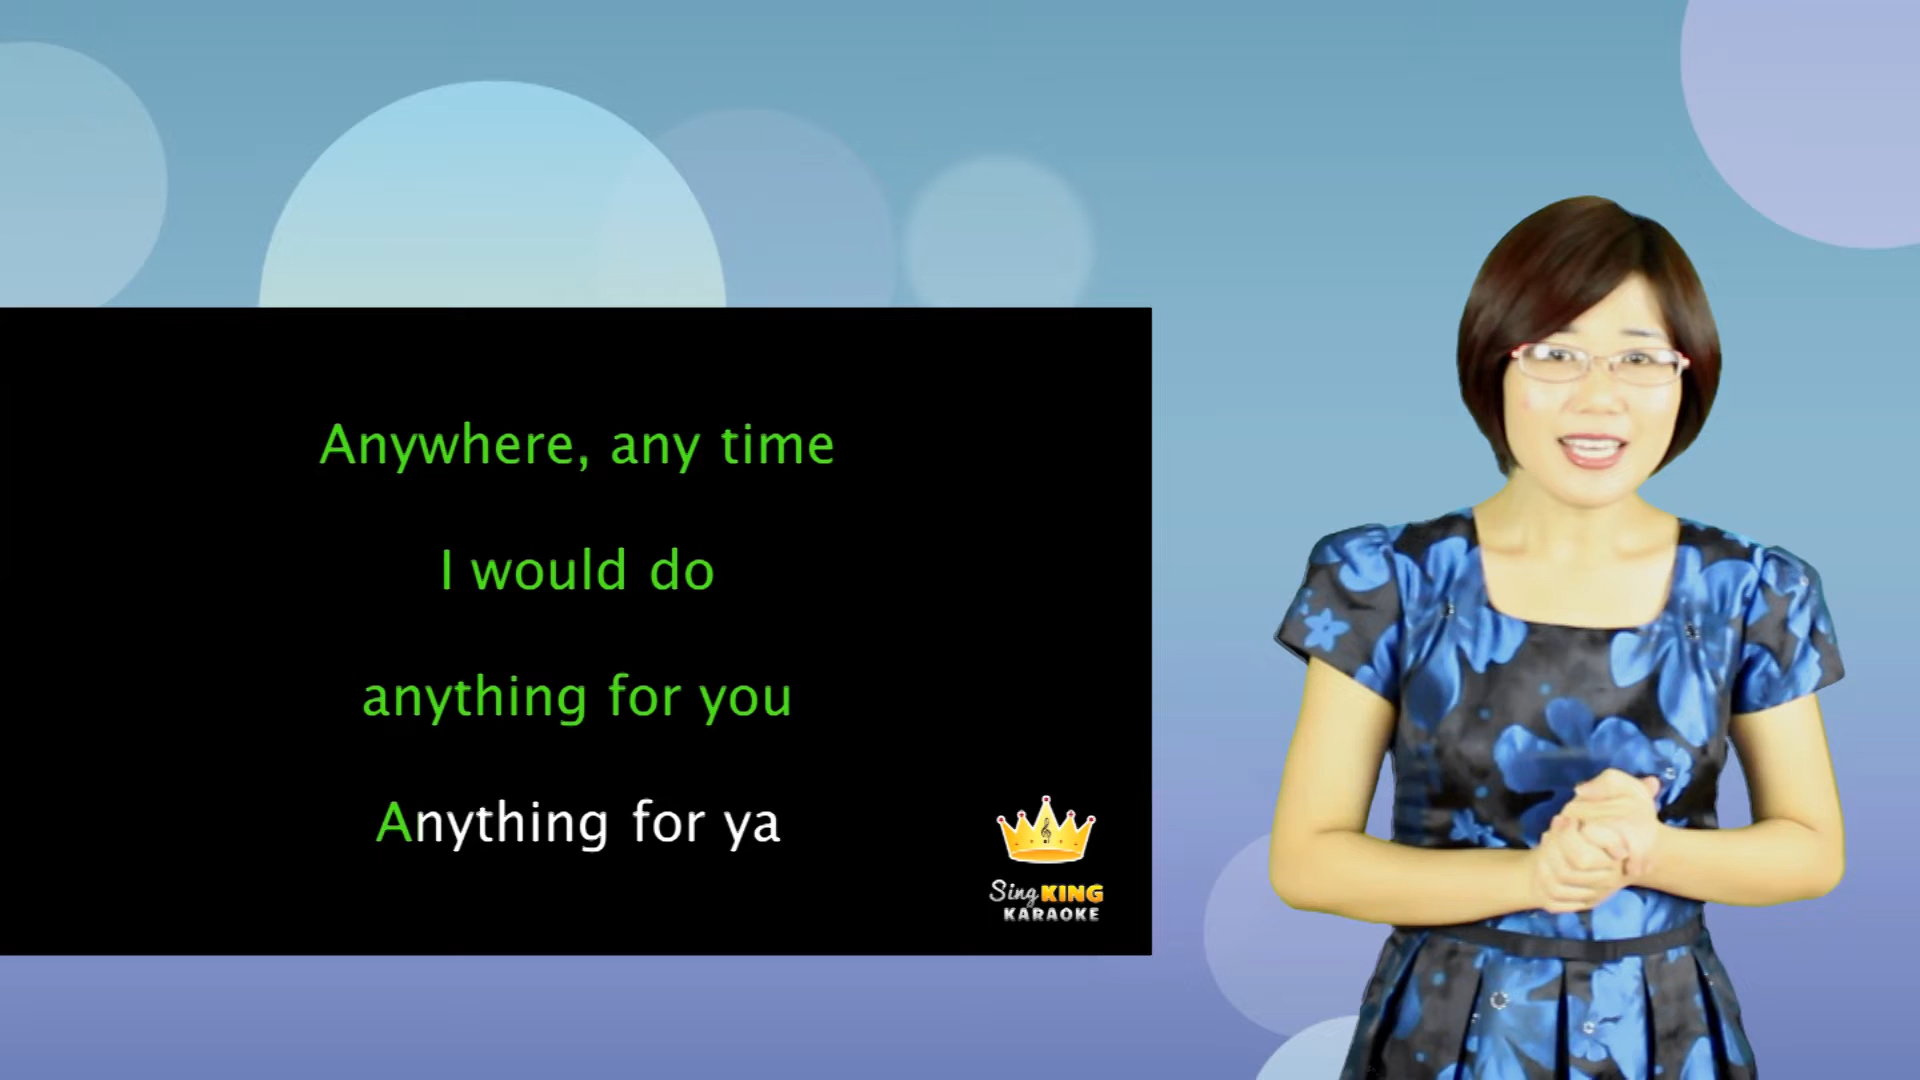 Anywhere, any time
I would do
anything for you
Anything for ya
Sing KING
KARAOKE